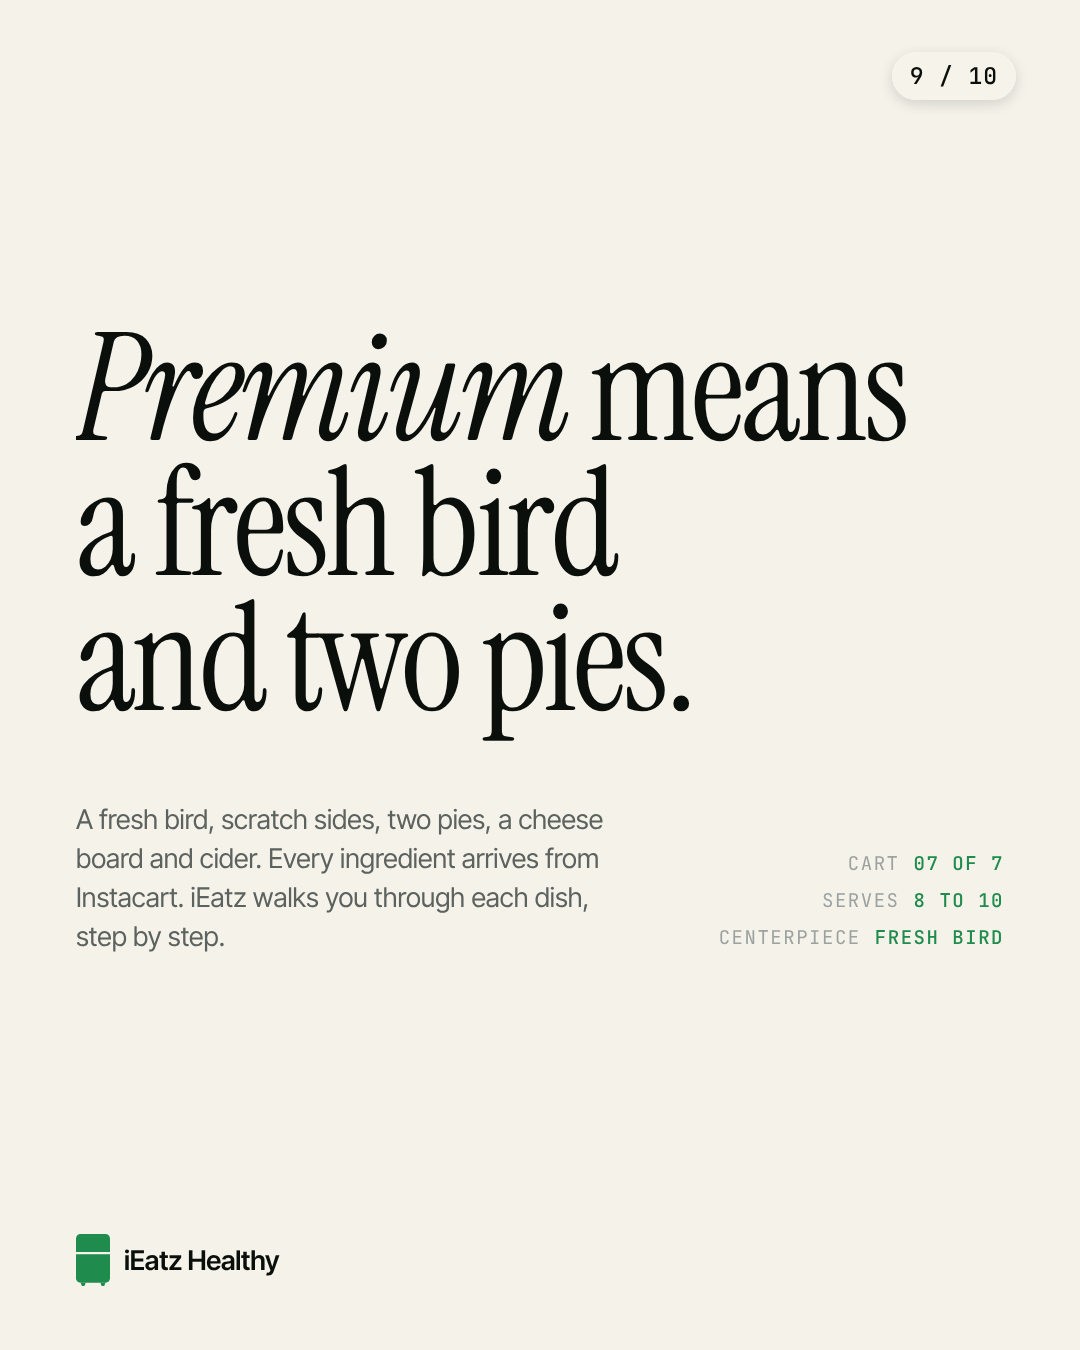 9 / 10
Premium means
a fresh bird
and two pies.
A fresh bird, scratch sides, two pies, a cheese
board and cider. Every ingredient arrives from
Instacart. iEatz walks you through each dish,
step by step.
CART 07 OF 7
SERVES 8 TO 10
CENTERPIECE FRESH BIRD
iEatz Healthy